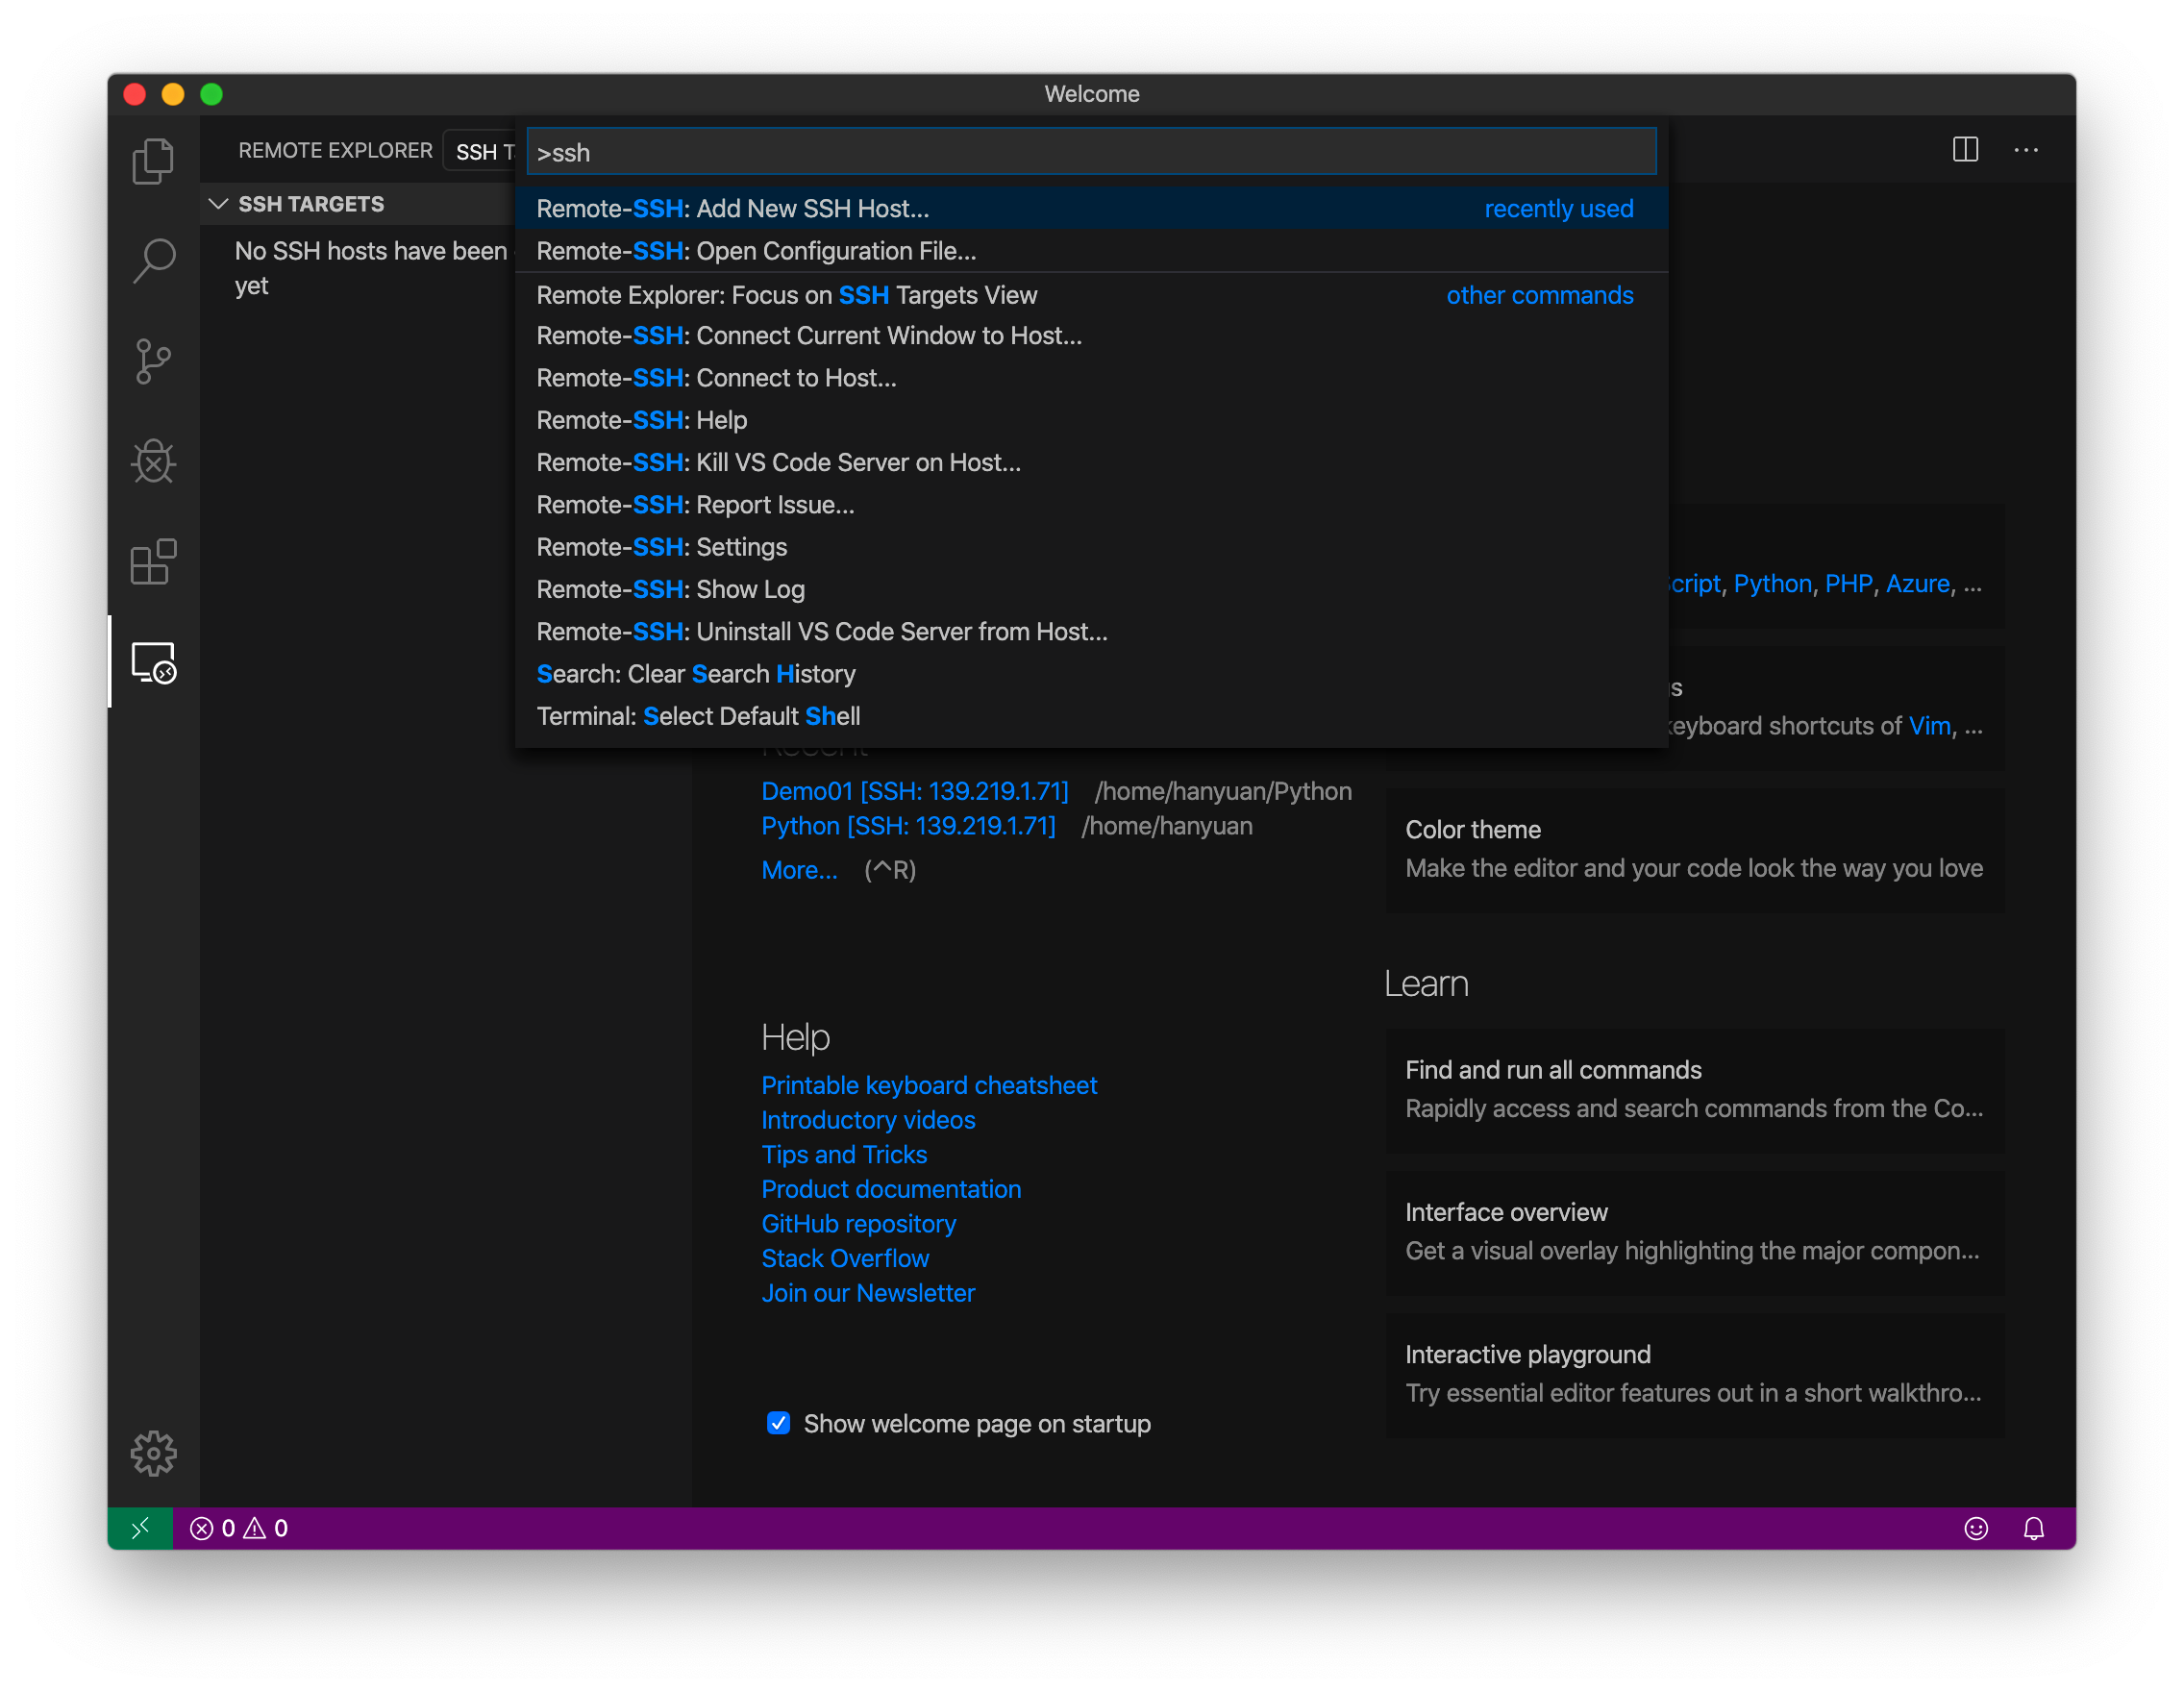 Welcome
REMOTE EXPLORER
SSH T
>ssh
SSH TARGETS
No SSH hosts have been
yet
Remote-SSH: Add New SSH Host...
recently used
Remote-SSH: Open Configuration File...
Remote Explorer: Focus on SSH Targets View
other commands
Remote-SSH: Connect Current Window to Host...
Remote-SSH: Connect to Host...
Remote-SSH: Help
Remote-SSH: Kill VS Code Server on Host...
Remote-SSH: Report Issue...
Remote-SSH: Settings
Remote-SSH: Show Log
Remote-SSH: Uninstall VS Code Server from Host...
Search: Clear Search History
Terminal: Select Default Shell
cript, Python, PHP, Azure, ...
s
eyboard shortcuts of Vim, ...
Recent
Demo01 [SSH: 139.219.1.71] /home/hanyuan/Python
Python [SSH: 139.219.1.71] /home/hanyuan
More... (^R)
Help
Printable keyboard cheatsheet
Introductory videos
Tips and Tricks
Product documentation
GitHub repository
Stack Overflow
Join our Newsletter
Show welcome page on startup
Color theme
Make the editor and your code look the way you love
Learn
Find and run all commands
Rapidly access and search commands from the Co...
Interface overview
Get a visual overlay highlighting the major compon...
Interactive playground
Try essential editor features out in a short walkthro...
0 0